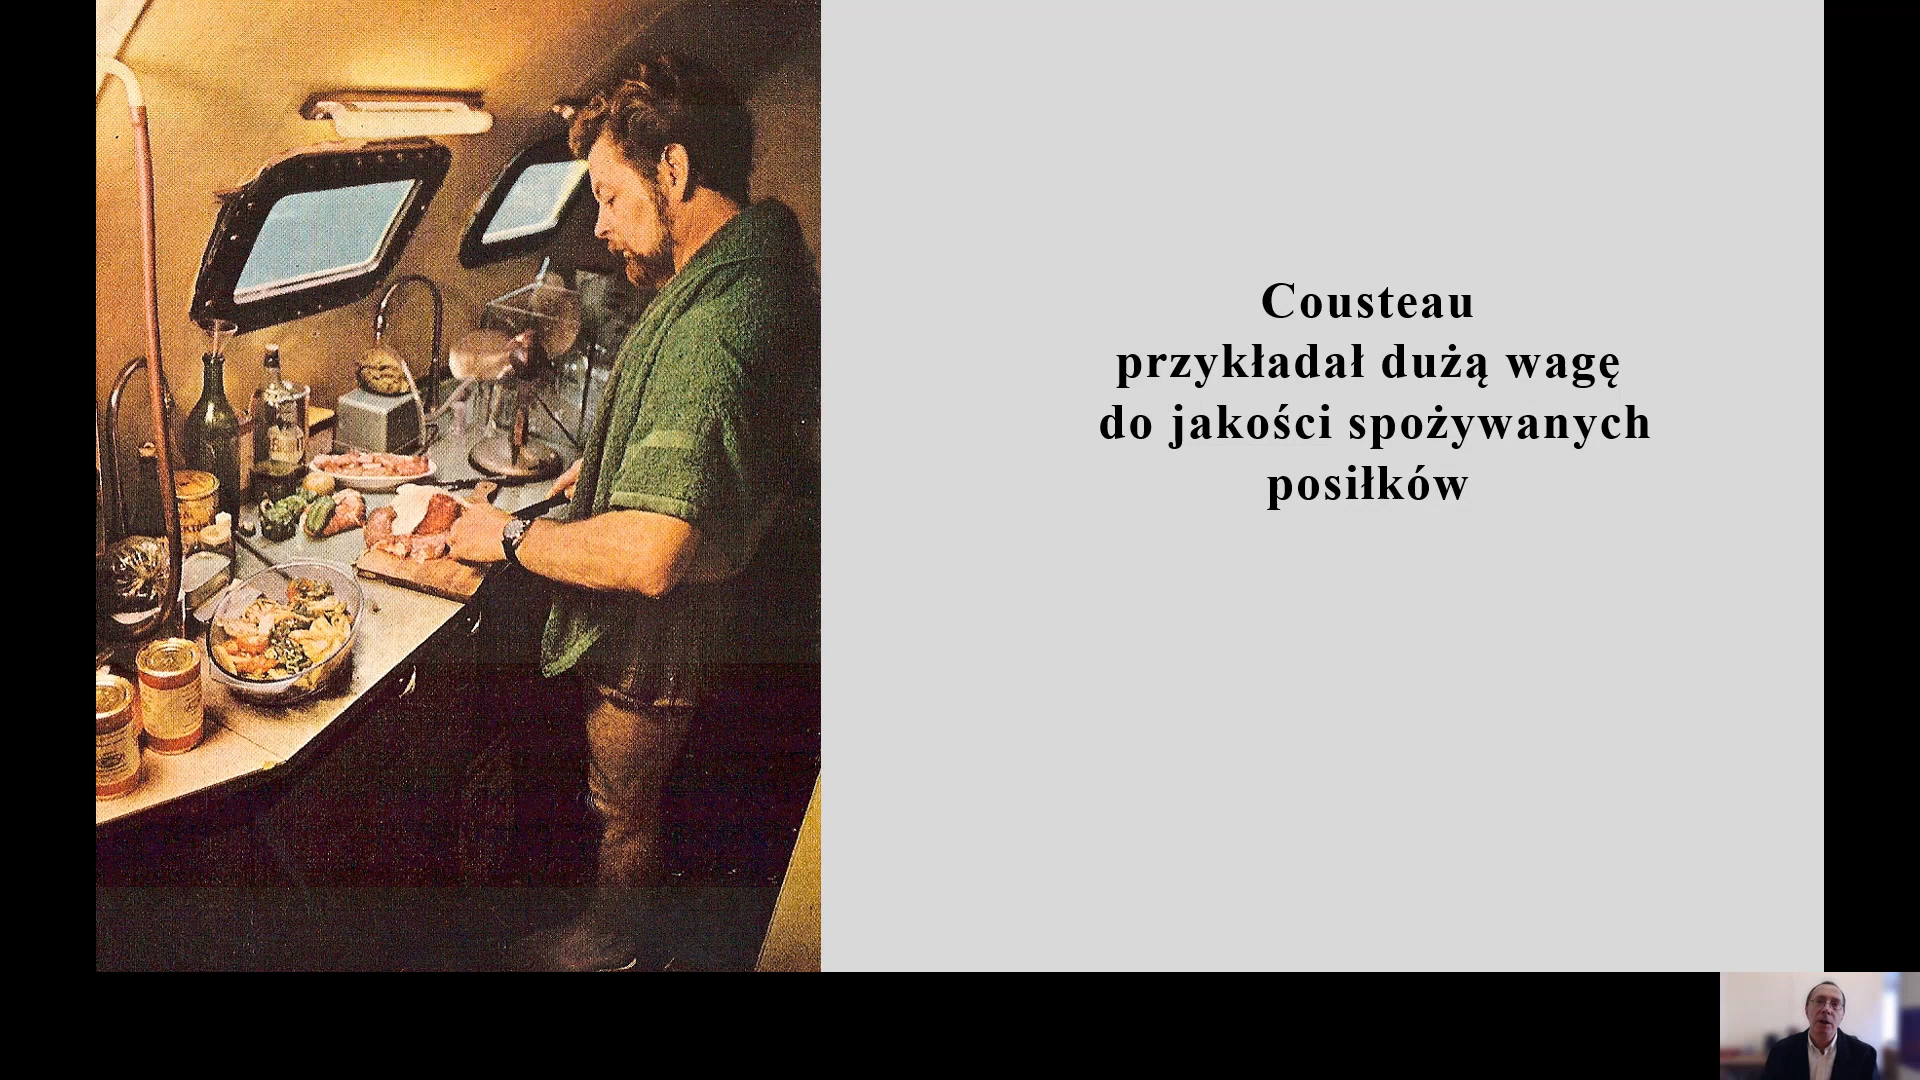 Cousteau
przykładał dużą wagę
do jakości spożywanych
posiłków